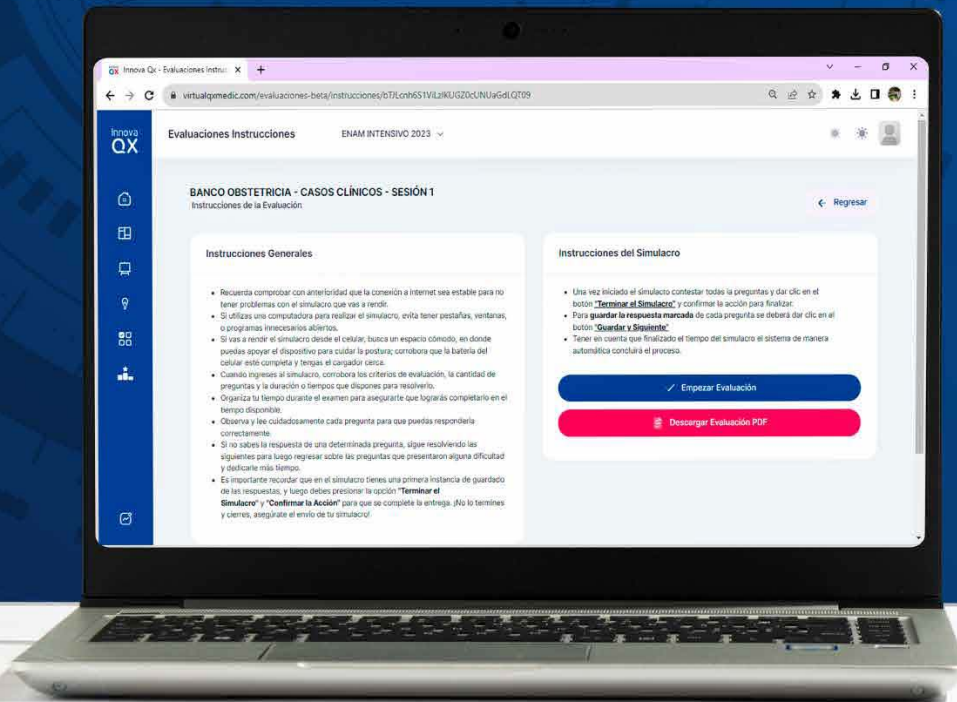 Innova Qx - Evaluaciones Instruc
virtualqxmedic.com/evaluaciones-beta/instrucciones/
Innova
QX
Evaluaciones Instrucciones
ENAM INTENSIVO 2023
BANCO OBSTETRICIA - CASOS CLÍNICOS - SESIÓN 1
Instrucciones de la Evaluación
Regresar
Instrucciones Generales
• Recuerda comprobar con anterioridad que la conexión a internet sea estable para no
tener problemas con el simulacro que vas a rendir.
• Si utilizas una computadora para realizar el simulacro, evita tener pestañas, ventanas,
o programas innecesarios abiertos.
• Si vas a rendir el simulacro desde el celular, busca un espacio cómodo, en donde
puedas apoyar el dispositivo para cuidar la postura; corrobora que la batería del
celular esté completa y tengas el cargador cerca.
• Cuando ingreses al simulacro, corrobora los criterios de evaluación, la cantidad de
preguntas y la duración o tiempos que dispones para resolverlo.
• Organiza tu tiempo durante el examen para asegurarte que lograrás completarlo en el
tiempo disponible.
• Observa y lee cuidadosamente cada pregunta para que puedas responderla
correctamente.
• Si no sabes la respuesta de una determinada pregunta, sigue resolviendo las
siguientes para luego regresar sobre las preguntas que presentaron alguna dificultad
y dedicarle más tiempo.
• Es importante recordar que en el simulacro tienes una primera instancia de guardado
de las respuestas, y luego debes presionar la opción "Terminar el
Simulacro" y "Confirmar la Acción" para que se complete la entrega. ¡No lo termines
y cierres, asegúrate el envío de tu simulacro!
Instrucciones del Simulacro
• Una vez iniciado el simulacro contestar todas la preguntas y dar clic en el
botón "Terminar el Simulacro" y confirmar la acción para finalizar.
• Para guardar la respuesta marcada de cada pregunta se deberá dar clic en el
botón "Guardar y Siguiente"
• Tener en cuenta que finalizado el tiempo del simulacro el sistema de manera
automática concluirá el proceso.
Empezar Evaluación
Descargar Evaluación PDF